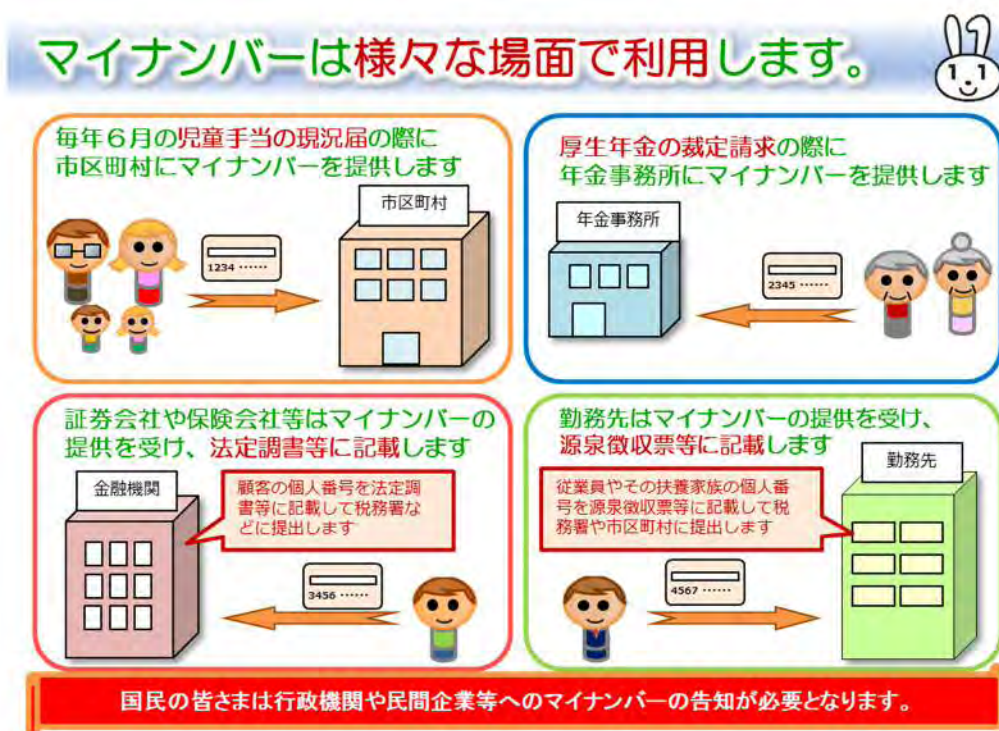 マイナンバーは様々な場面で利用します。
毎年６月の児童手当の現況届の際に
市区町村にマイナンバーを提供します
市区町村
1234 ……
厚生年金の裁定請求の際に
年金事務所にマイナンバーを提供します
年金事務所
2345 ……
証券会社や保険会社等はマイナンバーの
提供を受け、法定調書等に記載します
金融機関
顧客の個人番号を法定調
書等に記載して税務署な
どに提出します
3456 ……
勤務先はマイナンバーの提供を受け、
源泉徴収票等に記載します
勤務先
従業員やその扶養家族の個人番
号を源泉徴収票等に記載して税
務署や市区町村に提出します
4567 ……
国民の皆さまは行政機関や民間企業等へのマイナンバーの告知が必要となります。